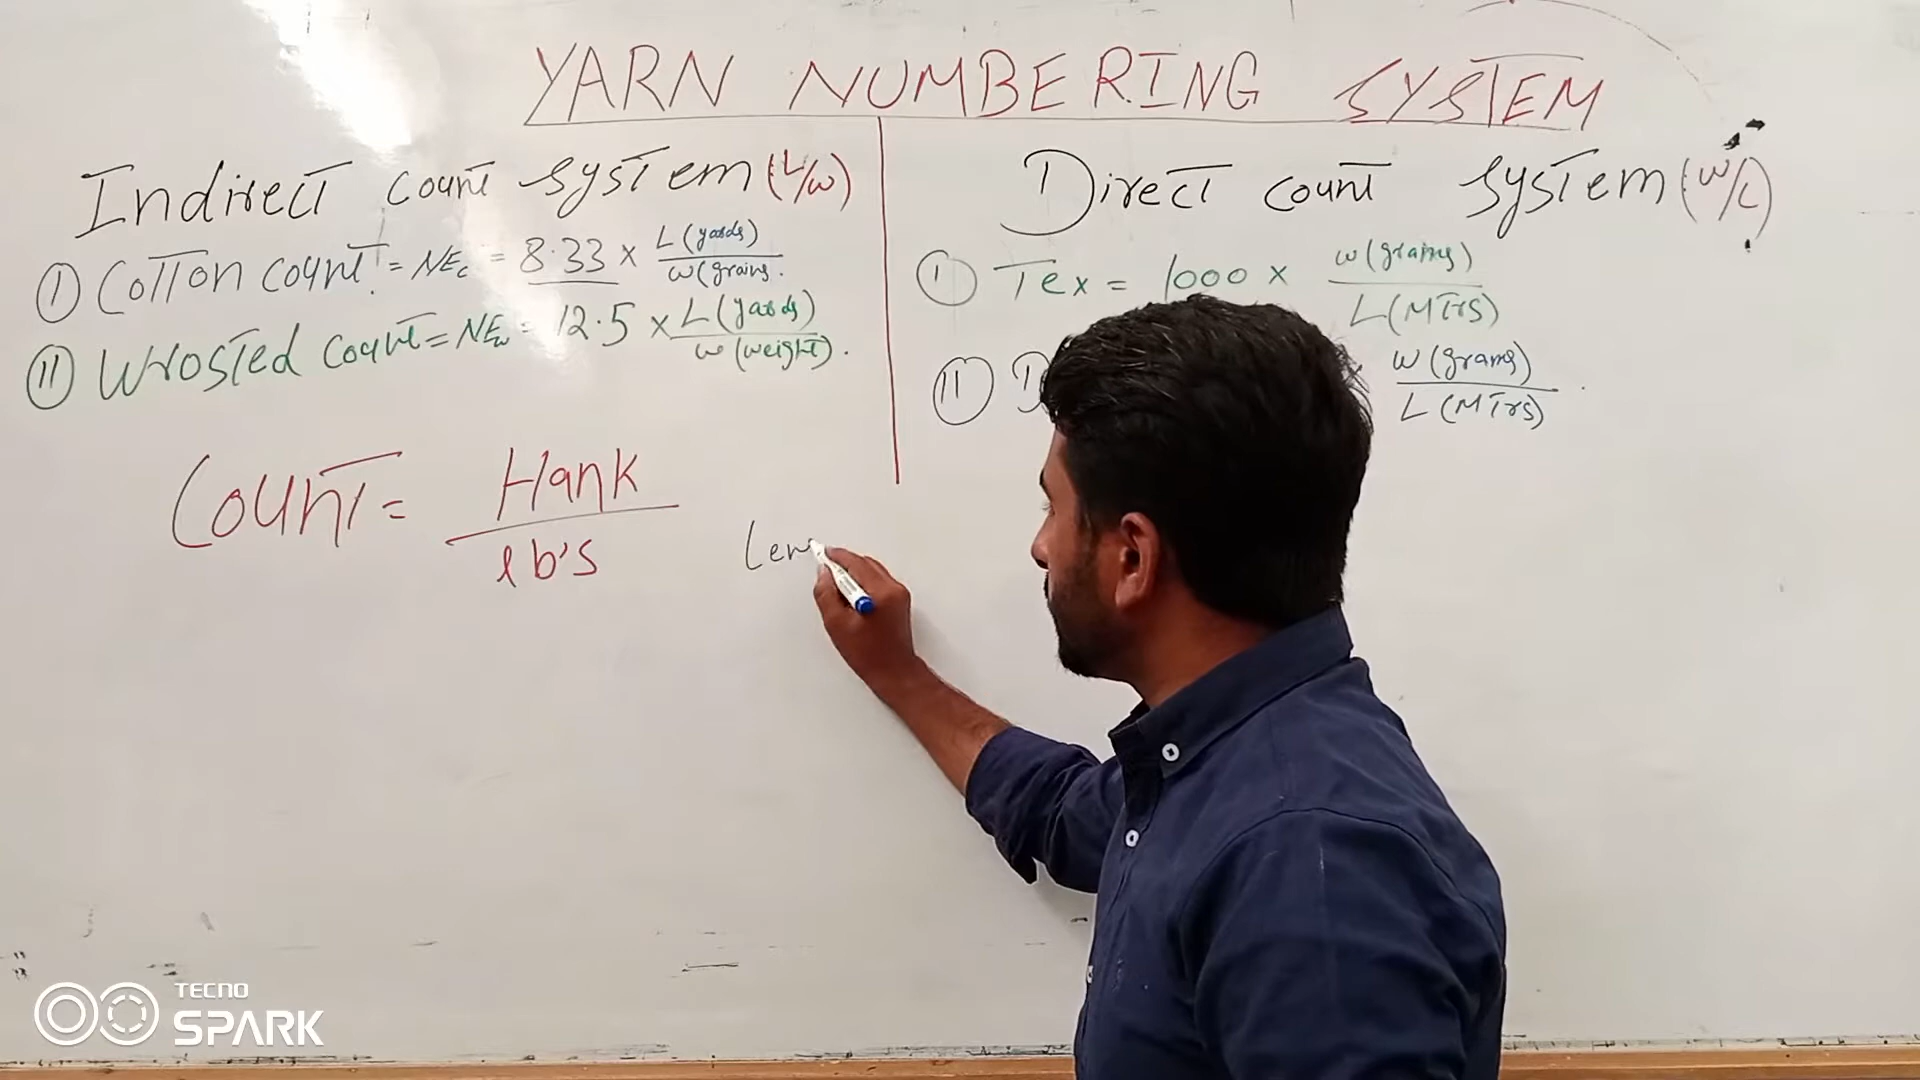 YARN NUMBERING SYSTEM
Indirect count system (L/w)
I Cotton count = NEc = 8.33 x L (yards) / w (grains.
II Wrosted count = NEw = 12.5 x L (yards) / w (weight).
Count = Hank / lb's
Direct count system (w/L)
I Tex = 1000 x w (grams) / L (MTrs)
II D x w (grams) / L (MTrs)
Len
TECNO
SPARK